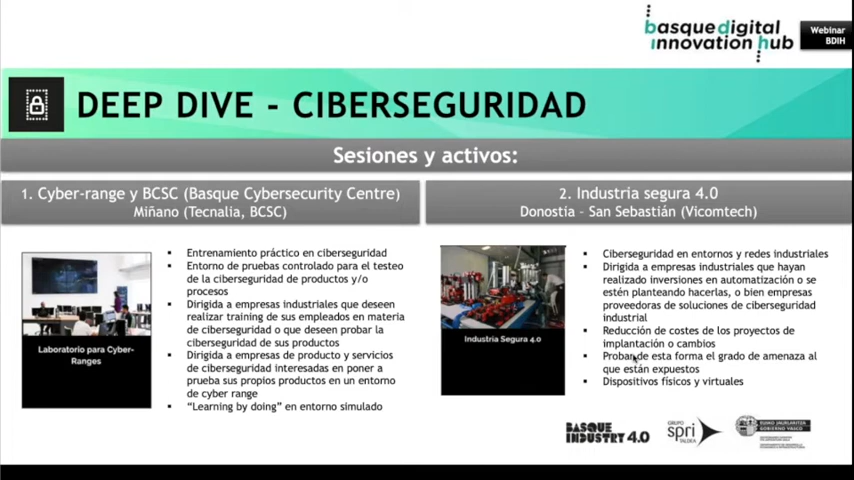 basquedigital
innovation hub
Webinar
BDIH
DEEP DIVE - CIBERSEGURIDAD
Sesiones y activos:
1. Cyber-range y BCSC (Basque Cybersecurity Centre)
Miñano (Tecnalia, BCSC)
2. Industria segura 4.0
Donostia – San Sebastián (Vicomtech)
Laboratorio para Cyber-
Ranges
▪ Entrenamiento práctico en ciberseguridad
▪ Entorno de pruebas controlado para el testeo
de la ciberseguridad de productos y/o
procesos
▪ Dirigida a empresas industriales que deseen
realizar training de sus empleados en materia
de ciberseguridad o que deseen probar la
ciberseguridad de sus productos
▪ Dirigida a empresas de producto y servicios
de ciberseguridad interesadas en poner a
prueba sus propios productos en un entorno
de cyber range
▪ “Learning by doing” en entorno simulado
Industria Segura 4.0
▪ Ciberseguridad en entornos y redes industriales
▪ Dirigida a empresas industriales que hayan
realizado inversiones en automatización o se
estén planteando hacerlas, o bien empresas
proveedoras de soluciones de ciberseguridad
industrial
▪ Reducción de costes de los proyectos de
implantación o cambios
▪ Probar de esta forma el grado de amenaza al
que están expuestos
▪ Dispositivos físicos y virtuales
BASQUE
INDUSTRY 4.0
GRUPO
spri
TALDEA
EUSKO JAURLARITZA
GOBIERNO VASCO